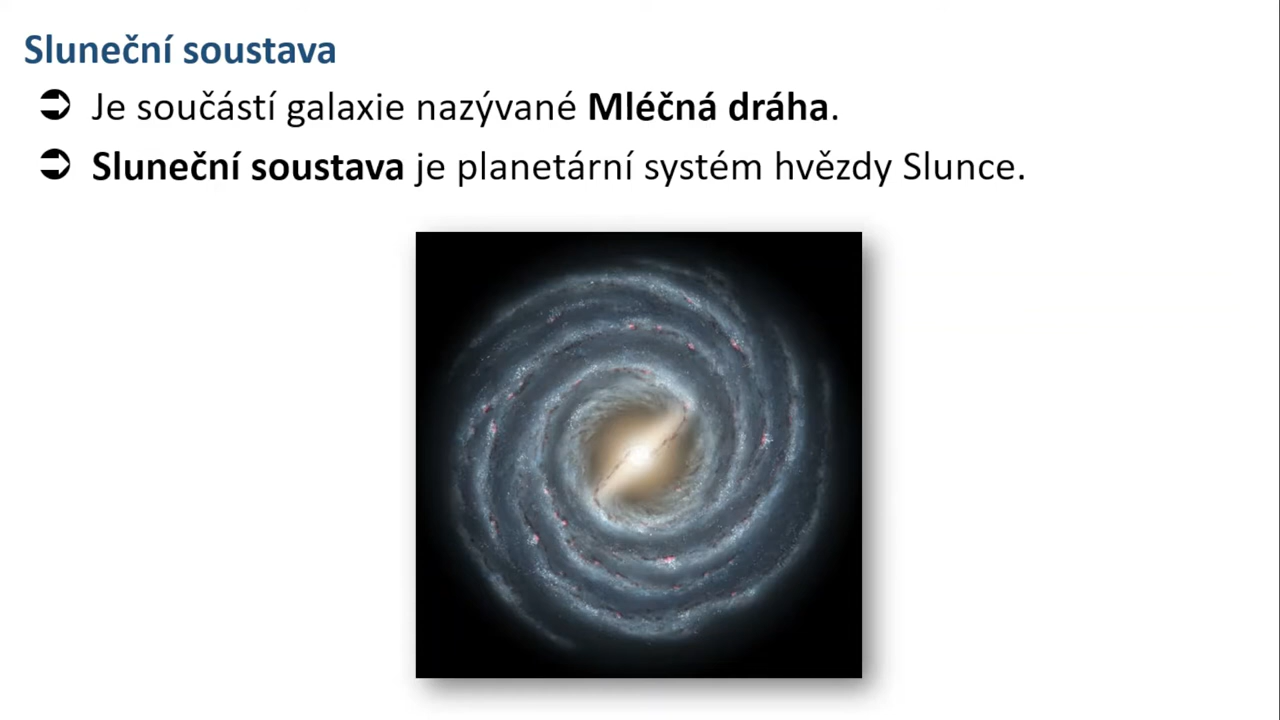 Sluneční soustava
➲ Je součástí galaxie nazývané Mléčná dráha.
➲ Sluneční soustava je planetární systém hvězdy Slunce.